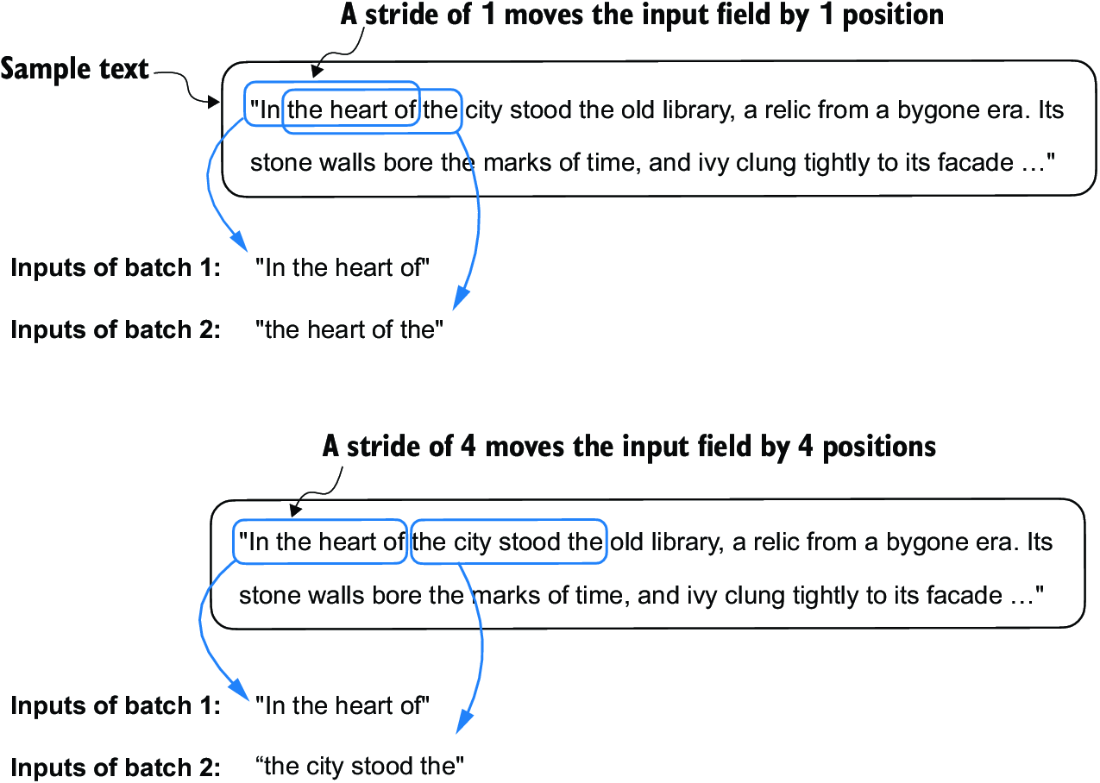 A stride of 1 moves the input field by 1 position
Sample text
"In the heart of the city stood the old library, a relic from a bygone era. Its
stone walls bore the marks of time, and ivy clung tightly to its facade …"
Inputs of batch 1: "In the heart of"
Inputs of batch 2: "the heart of the"
A stride of 4 moves the input field by 4 positions
"In the heart of the city stood the old library, a relic from a bygone era. Its
stone walls bore the marks of time, and ivy clung tightly to its facade …"
Inputs of batch 1: "In the heart of"
Inputs of batch 2: “the city stood the"